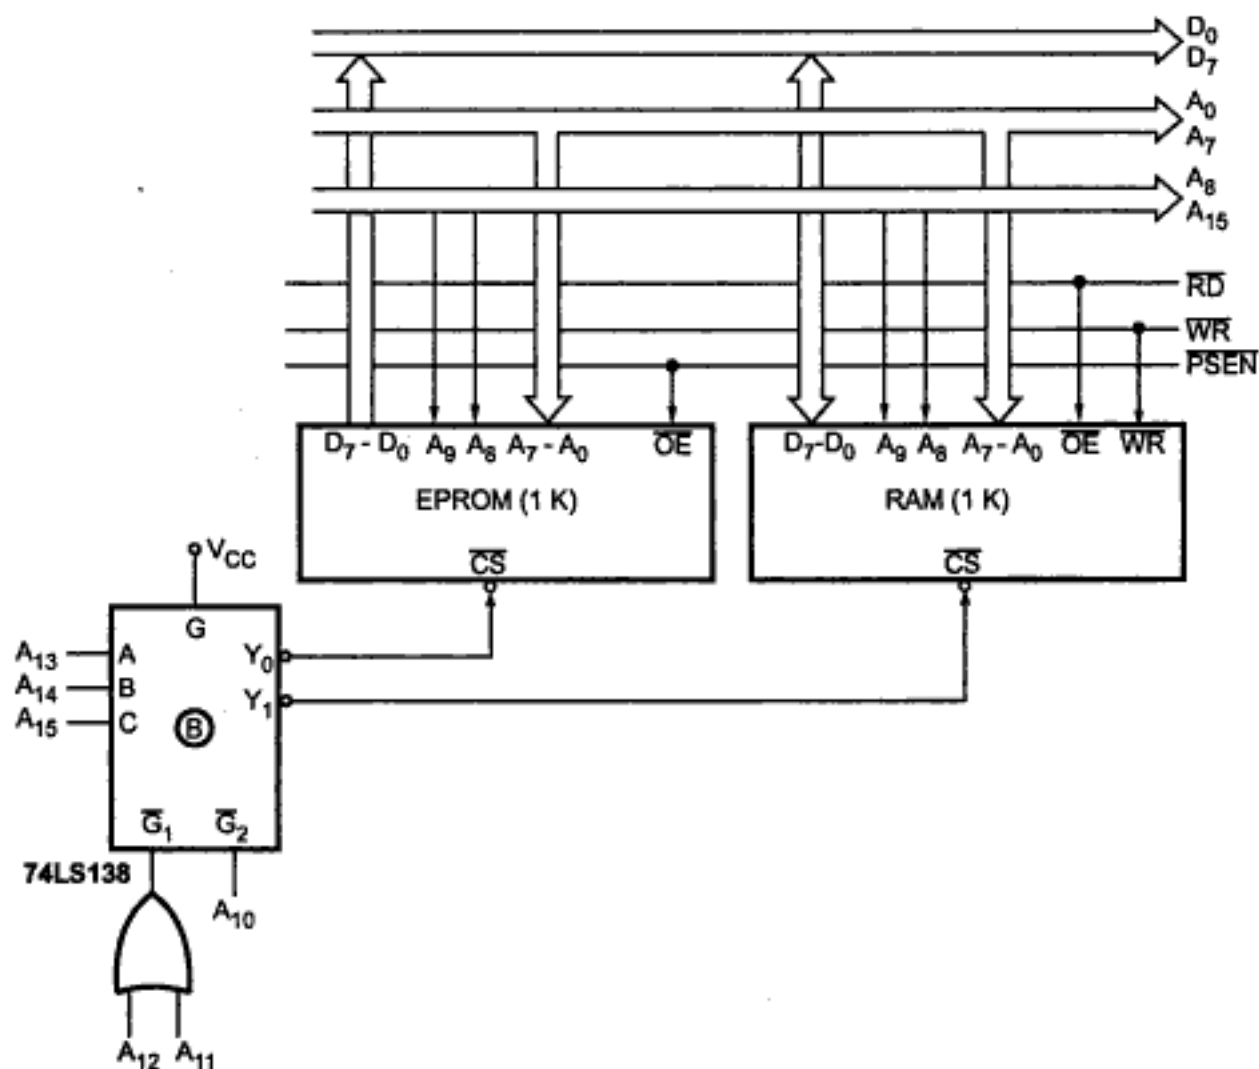 D0
D7
A0
A7
A8
A15
RD
WR
PSEN
D7 - D0 A9 A8 A7 - A0 OE
EPROM (1 K)
CS
D7-D0 A9 A8 A7 - A0 OE WR
RAM (1 K)
CS
VCC
G
A13 A Y0
A14 B Y1
A15 C
B
G1 G2
74LS138
A10
A12 A11